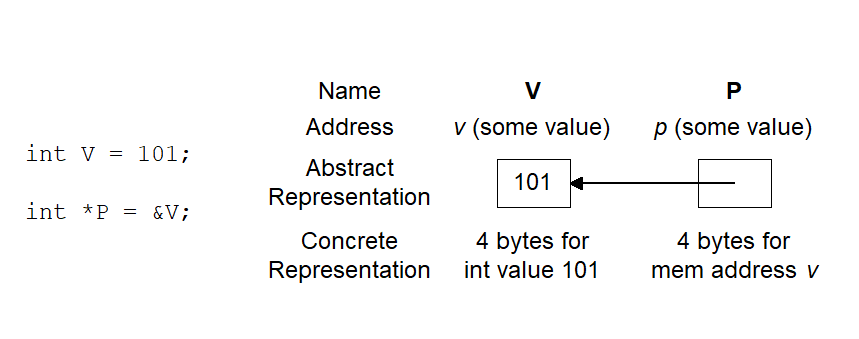 Name V P
Address v (some value) p (some value)
int V = 101;
Abstract
Representation 101
int *P = &V;
Concrete
Representation
4 bytes for
int value 101
4 bytes for
mem address v